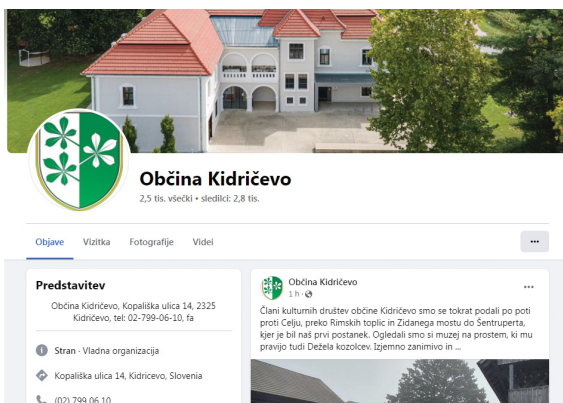 Občina Kidričevo
2,5 tis. všečki • sledilci: 2,8 tis.
Objave Vizitka Fotografije Videi
Predstavitev
Občina Kidričevo, Kopališka ulica 14, 2325
Kidričevo, tel: 02-799-06-10, fa
Stran · Vladna organizacija
Kopališka ulica 14, Kidricevo, Slovenia
(02) 799 06 10
Občina Kidričevo
1 h ·
Člani kulturnih društev občine Kidričevo smo se tokrat podali po poti
proti Celju, preko Rimskih toplic in Zidanega mostu do Šentruperta,
kjer je bil naš prvi postanek. Ogledali smo si muzej na prostem, ki mu
pravijo tudi Dežela kozolcev. Izjemno zanimivo in ...